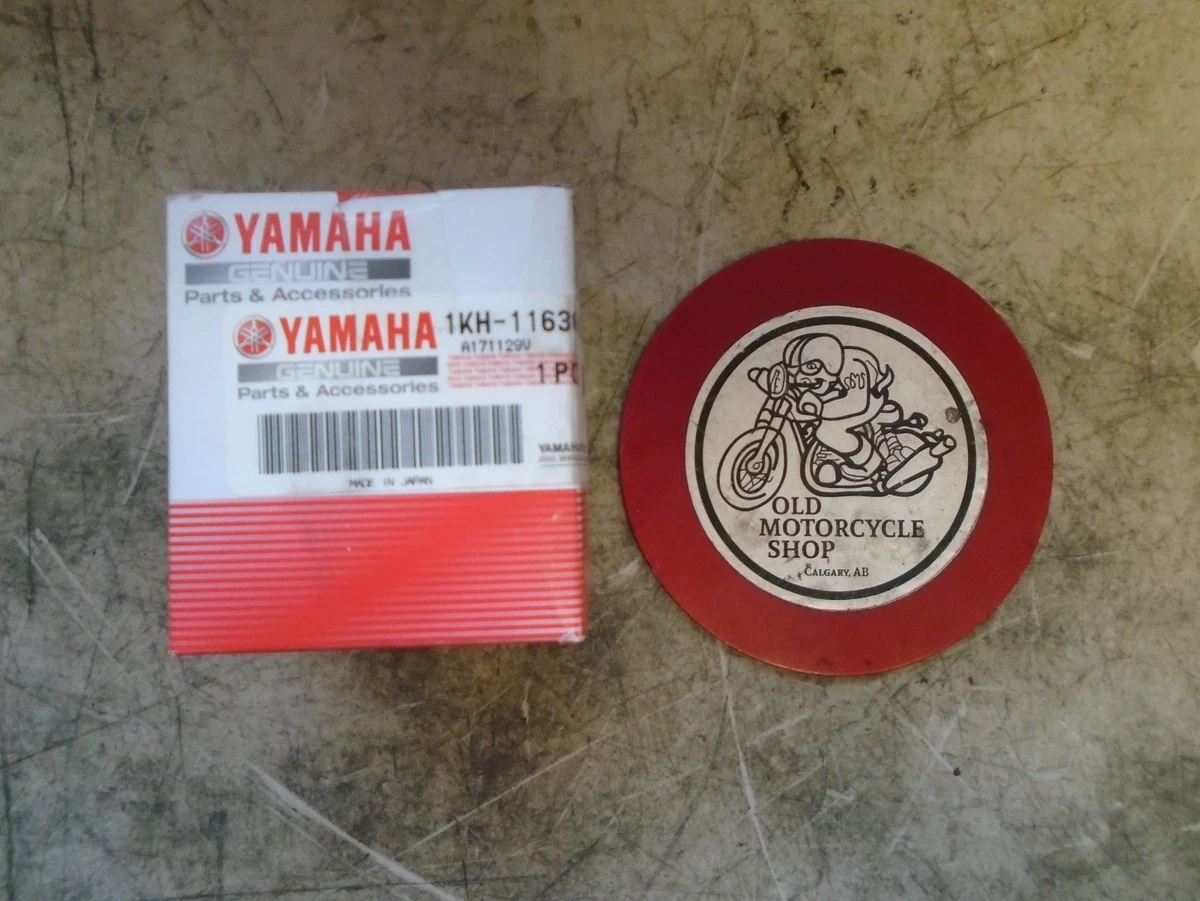 YAMAHA
GENUINE
Parts & Accessories
YAMAHA 1KH-1163
A171129V
GENUINE
Parts & Accessories
MADE IN JAPAN
YAMAH
OLD
MOTORCYCLE
SHOP
CALGARY, AB